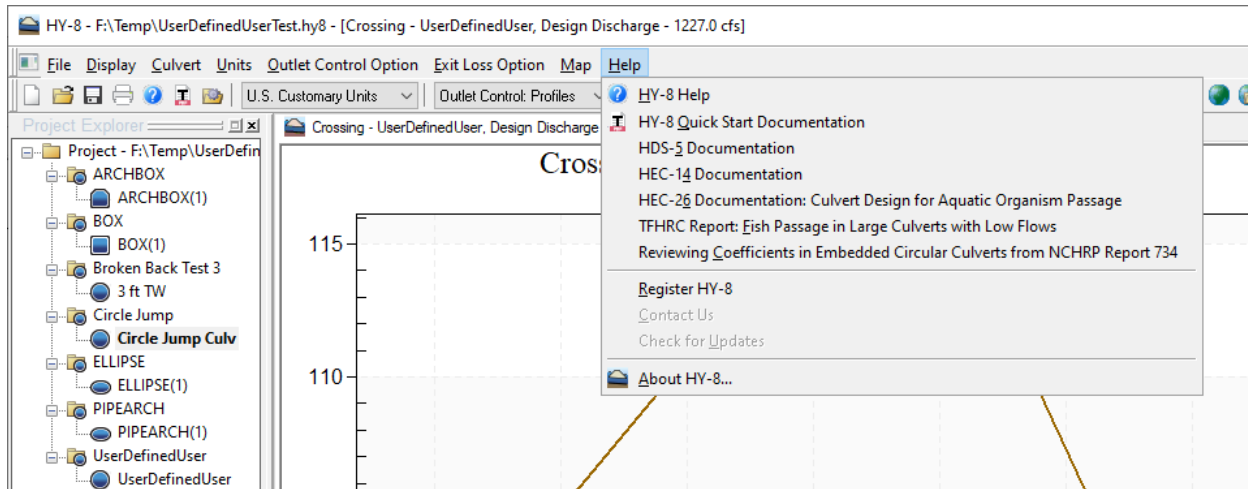 HY-8 - F:\Temp\UserDefinedUserTest.hy8 - [Crossing - UserDefinedUser, Design Discharge - 1227.0 cfs]
File Display Culvert Units Outlet Control Option Exit Loss Option Map Help
U.S. Customary Units Outlet Control: Profiles
Project Explorer
Crossing - UserDefinedUser, Design Discharge
Project - F:\Temp\UserDefin
ARCHBOX
ARCHBOX(1)
BOX
BOX(1)
Broken Back Test 3
3 ft TW
Circle Jump
Circle Jump Culv
ELLIPSE
ELLIPSE(1)
PIPEARCH
PIPEARCH(1)
UserDefinedUser
UserDefinedUser
Cros
115
110
HY-8 Help
HY-8 Quick Start Documentation
HDS-5 Documentation
HEC-14 Documentation
HEC-26 Documentation: Culvert Design for Aquatic Organism Passage
TFHRC Report: Fish Passage in Large Culverts with Low Flows
Reviewing Coefficients in Embedded Circular Culverts from NCHRP Report 734
Register HY-8
Contact Us
Check for Updates
About HY-8...